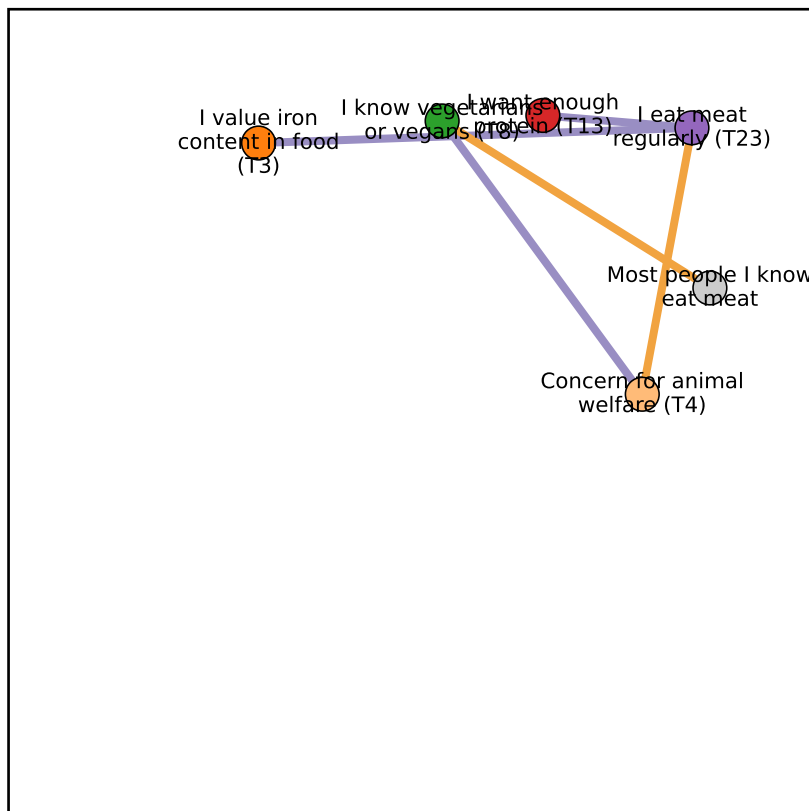 I value iron
content in food
(T3)
I know vegetarians
or vegans (T8)
I want enough
protein (T13)
I eat meat
regularly (T23)
Most people I know
eat meat
Concern for animal
welfare (T4)